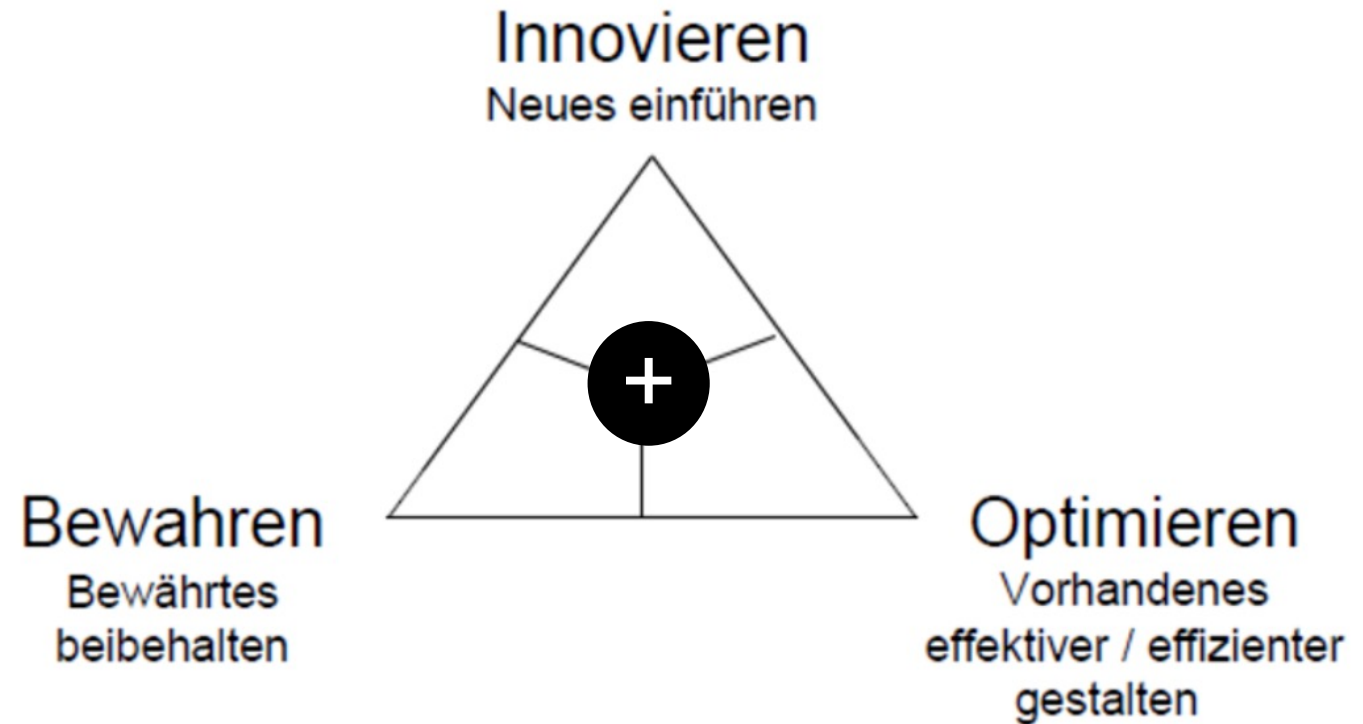 Innovieren
Neues einführen
+
Bewahren
Bewährtes
beibehalten
Optimieren
Vorhandenes
effektiver / effizienter
gestalten